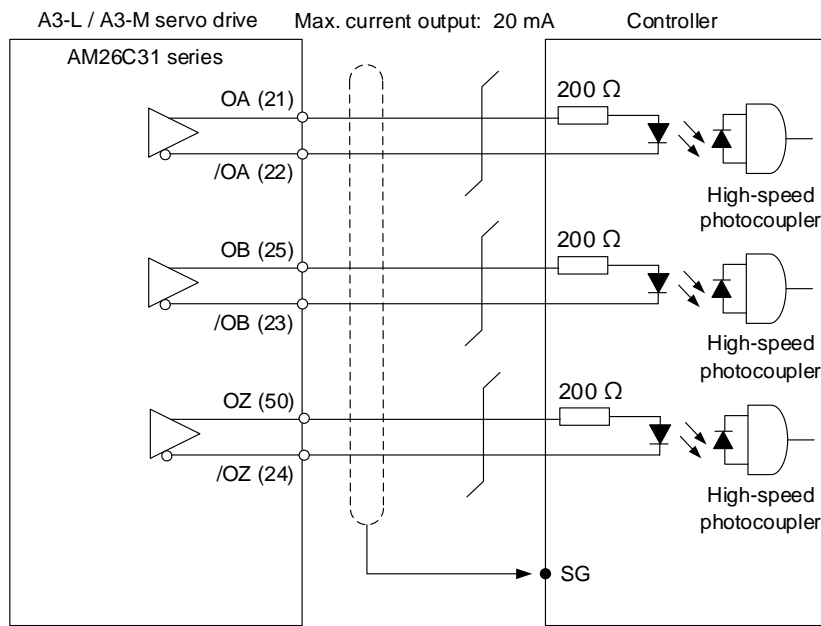 A3-L / A3-M servo drive Max. current output: 20 mA Controller
AM26C31 series
OA (21)
200 Ω
/OA (22)
High-speed
photocoupler
OB (25)
200 Ω
/OB (23)
High-speed
photocoupler
OZ (50)
200 Ω
/OZ (24)
High-speed
photocoupler
SG